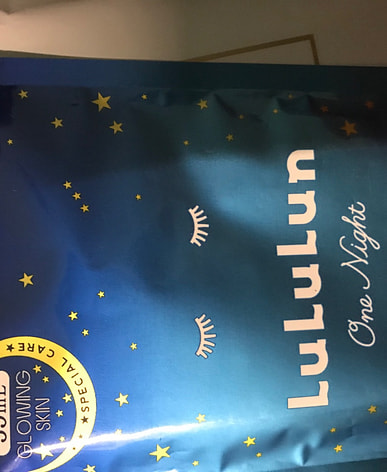 ★SPECIAL CARE★
GLOWING
SKIN
LuLuLun
One Night